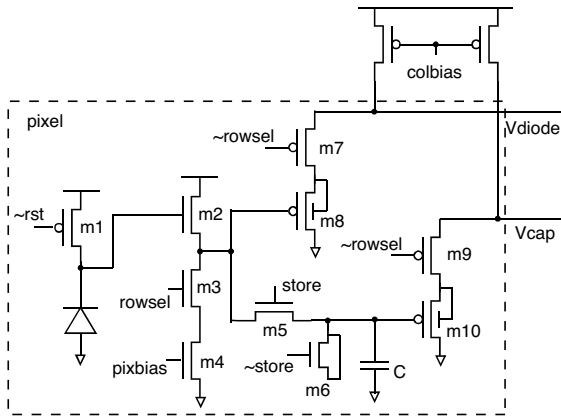 colbias
pixel
Vdiode
~rowsel
m7
~rst
m1
m2
m8
Vcap
~rowsel
m9
rowsel
m3
store
m5
m10
pixbias
m4
~store
m6
C